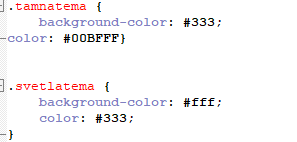 .tamnatema {
background-color: #333;
color: #00BFFF}
.svetlatema {
background-color: #fff;
color: #333;
}